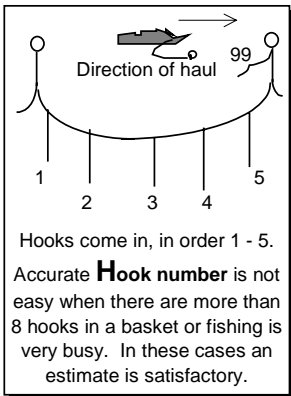 99
Direction of haul
1 2 3 4 5
Hooks come in, in order 1 - 5.
Accurate Hook number is not
easy when there are more than
8 hooks in a basket or fishing is
very busy. In these cases an
estimate is satisfactory.